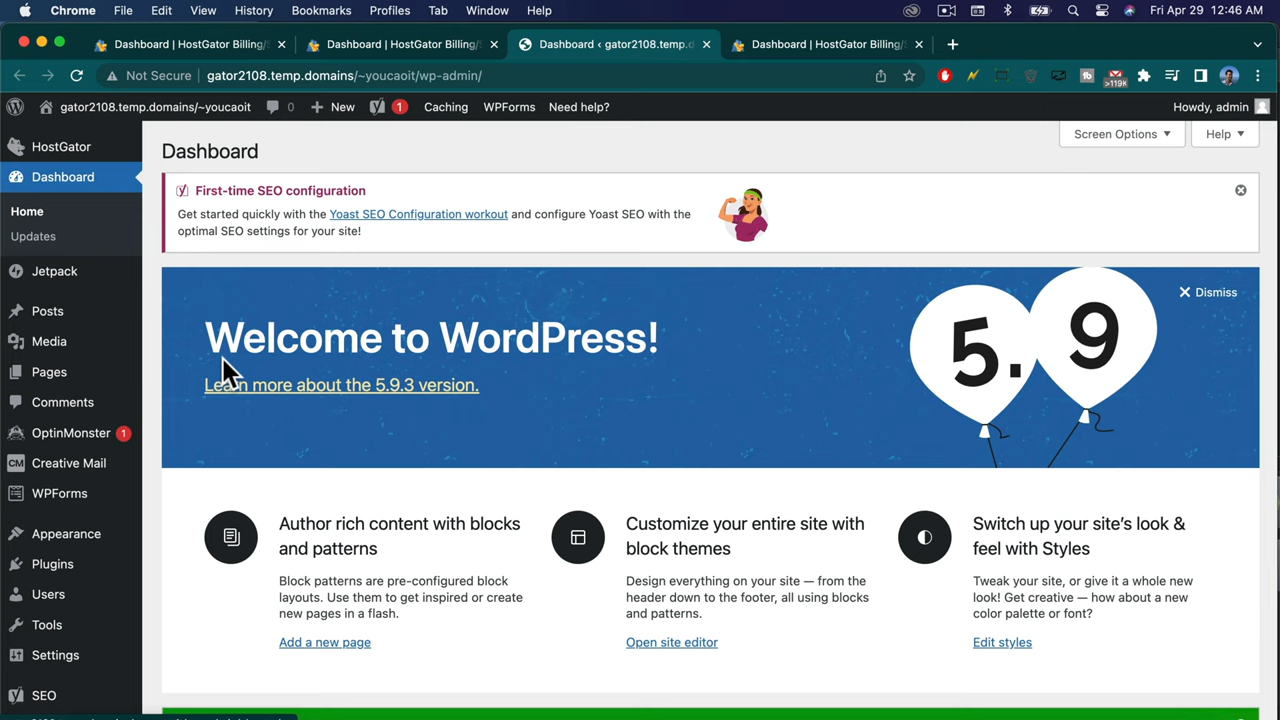 Chrome File Edit View History Bookmarks Profiles Tab Window Help Fri Apr 29 12:46 AM
Dashboard | HostGator Billing/S Dashboard | HostGator Billing/S Dashboard ‹ gator2108.temp.d Dashboard | HostGator Billing/S
Not Secure gator2108.temp.domains/~youcaoit/wp-admin/
>119K
gator2108.temp.domains/~youcaoit 0 New 1 Caching WPForms Need help? Howdy, admin
HostGator
Dashboard
Home
Updates
Jetpack
Posts
Media
Pages
Comments
OptinMonster 1
CM Creative Mail
WPForms
Appearance
Plugins
Users
Tools
Settings
SEO
Screen Options Help
Dashboard
First-time SEO configuration
Get started quickly with the Yoast SEO Configuration workout and configure Yoast SEO with the
optimal SEO settings for your site!
Dismiss
Welcome to WordPress!
Learn more about the 5.9.3 version.
5.9
Author rich content with blocks
and patterns
Block patterns are pre-configured block
layouts. Use them to get inspired or create
new pages in a flash.
Add a new page
Customize your entire site with
block themes
Design everything on your site — from the
header down to the footer, all using blocks
and patterns.
Open site editor
Switch up your site's look &
feel with Styles
Tweak your site, or give it a whole new
look! Get creative — how about a new
color palette or font?
Edit styles